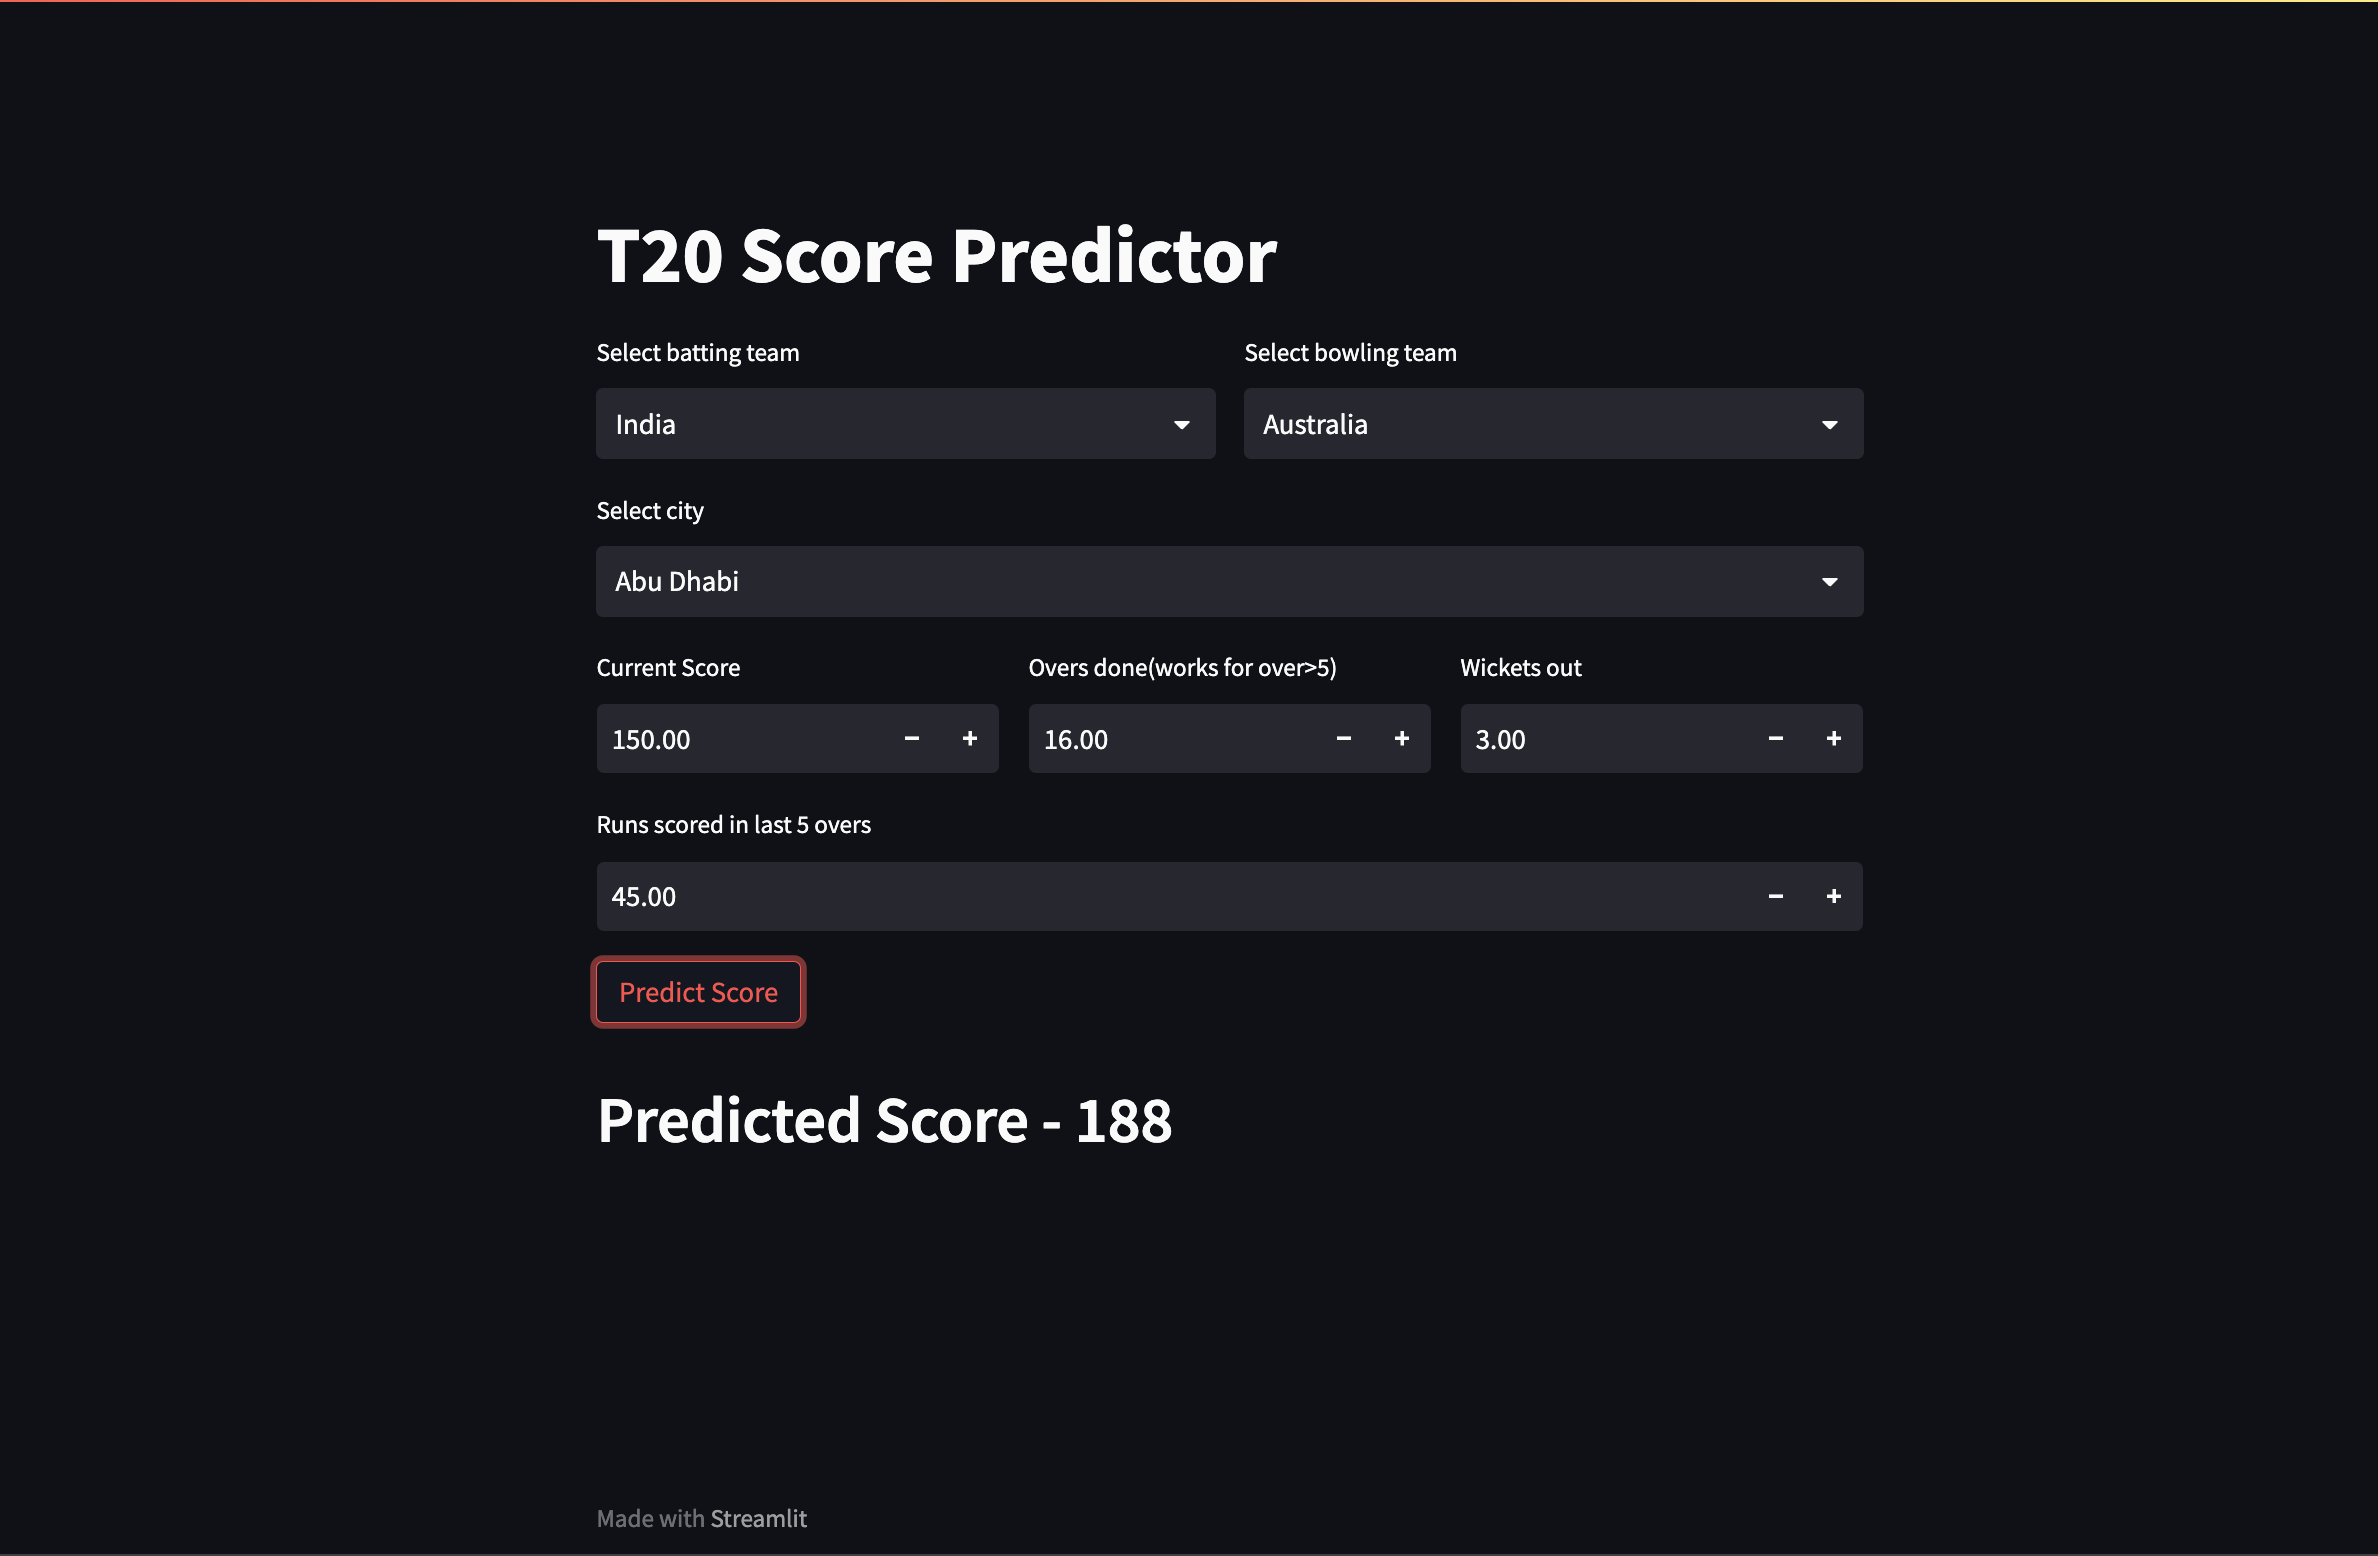 T20 Score Predictor
Select batting team
Select bowling team
India
Australia
Select city
Abu Dhabi
Current Score
Overs done(works for over>5)
Wickets out
150.00
16.00
3.00
Runs scored in last 5 overs
45.00
Predict Score
Predicted Score - 188
Made with Streamlit